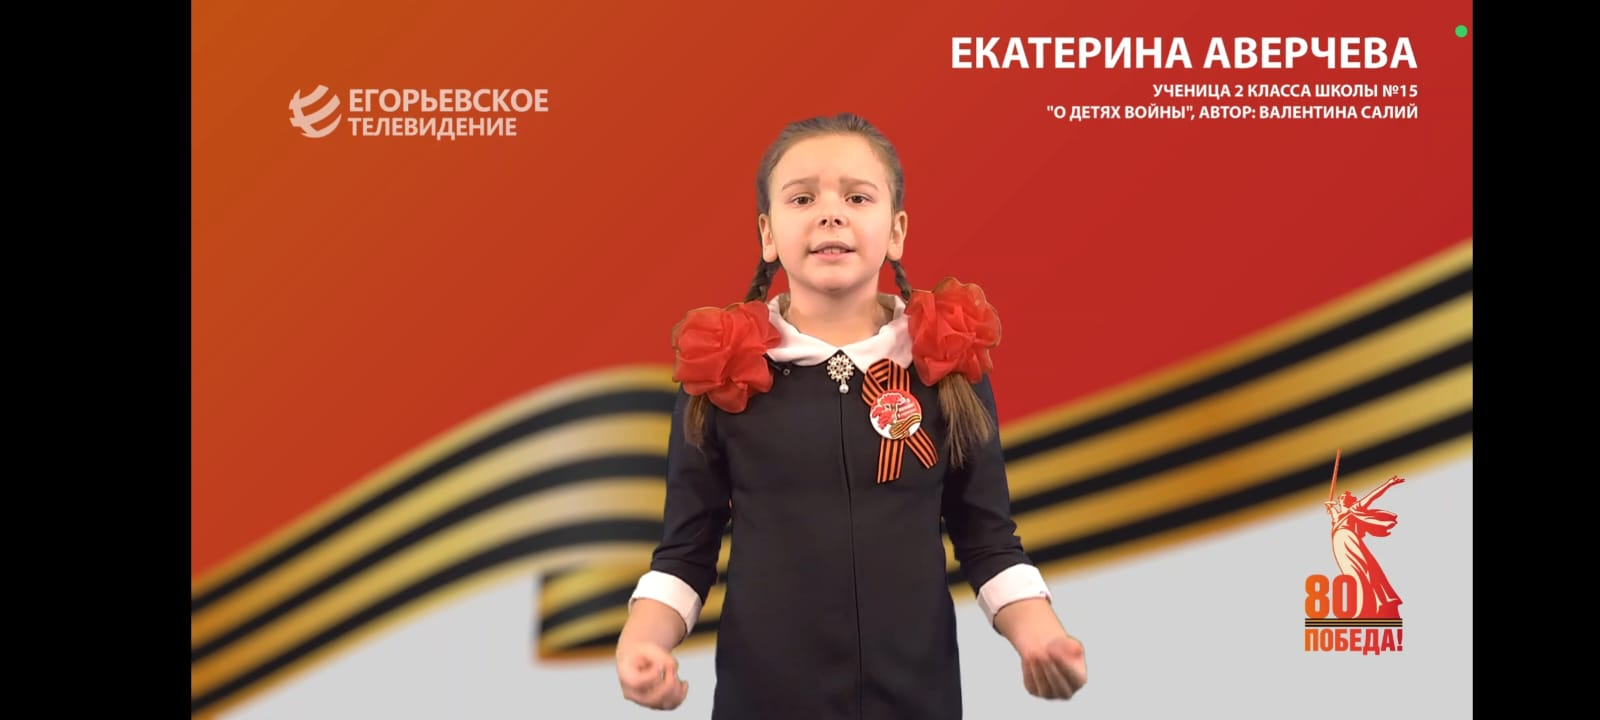 ЕКАТЕРИНА АВЕРЧЕВА
УЧЕНИЦА 2 КЛАССА ШКОЛЫ №15
"О ДЕТЯХ ВОЙНЫ", АВТОР: ВАЛЕНТИНА САЛИЙ
ЕГОРЬЕВСКОЕ
ТЕЛЕВИДЕНИЕ
80
ПОБЕДА!